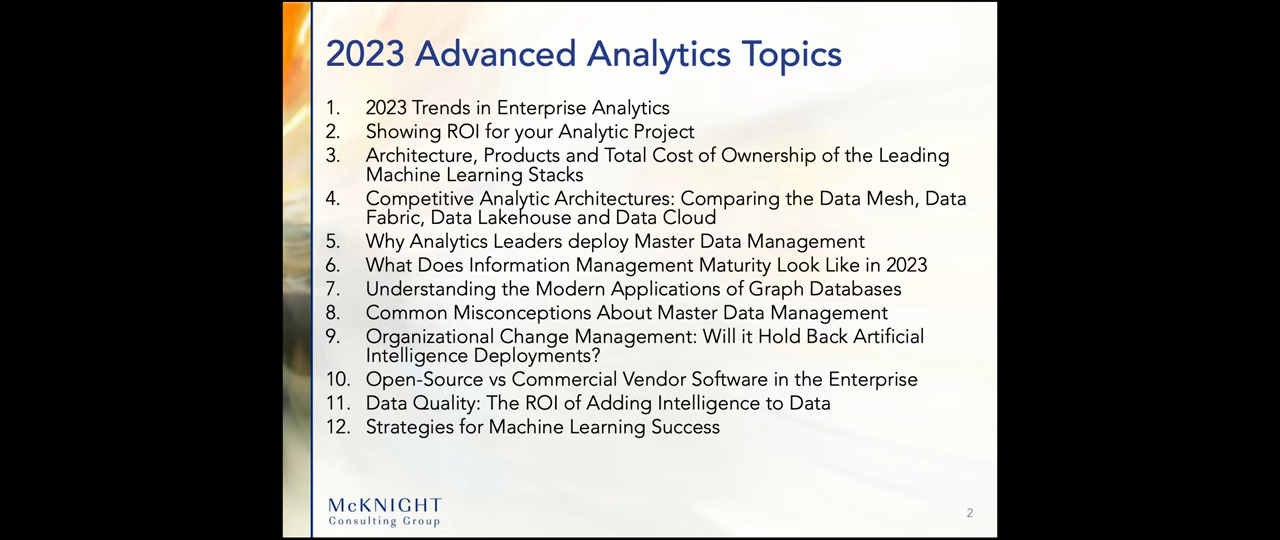 2023 Advanced Analytics Topics
1. 2023 Trends in Enterprise Analytics
2. Showing ROI for your Analytic Project
3. Architecture, Products and Total Cost of Ownership of the Leading
Machine Learning Stacks
4. Competitive Analytic Architectures: Comparing the Data Mesh, Data
Fabric, Data Lakehouse and Data Cloud
5. Why Analytics Leaders deploy Master Data Management
6. What Does Information Management Maturity Look Like in 2023
7. Understanding the Modern Applications of Graph Databases
8. Common Misconceptions About Master Data Management
9. Organizational Change Management: Will it Hold Back Artificial
Intelligence Deployments?
10. Open-Source vs Commercial Vendor Software in the Enterprise
11. Data Quality: The ROI of Adding Intelligence to Data
12. Strategies for Machine Learning Success
McKNIGHT
Consulting Group
2